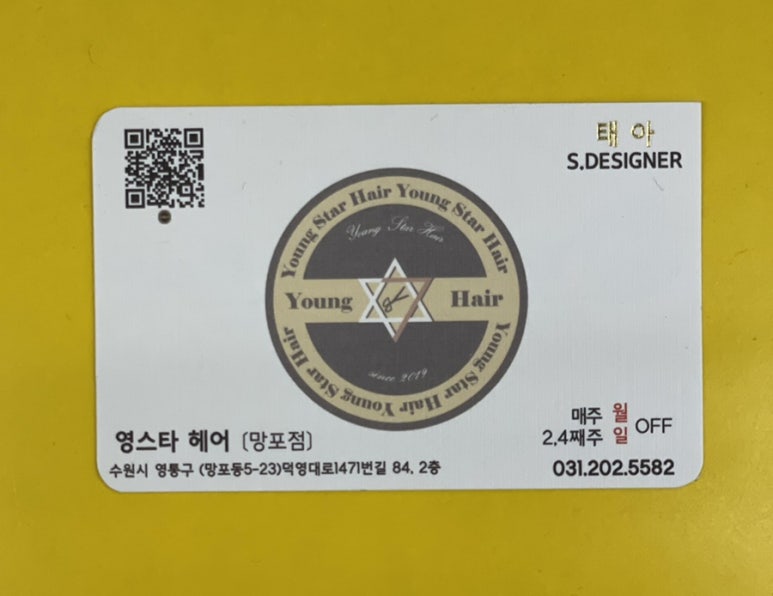 태 아
S.DESIGNER
Young Star Hair Young Star Hair
Young Star Hair
Young Hair
since 2019
Young Star Hair Young Star Hair
영스타 헤어 (망포점)
수원시 영통구 (망포동5-23)덕영대로1471번길 84, 2층
매주 월
2,4째주 일 OFF
031.202.5582